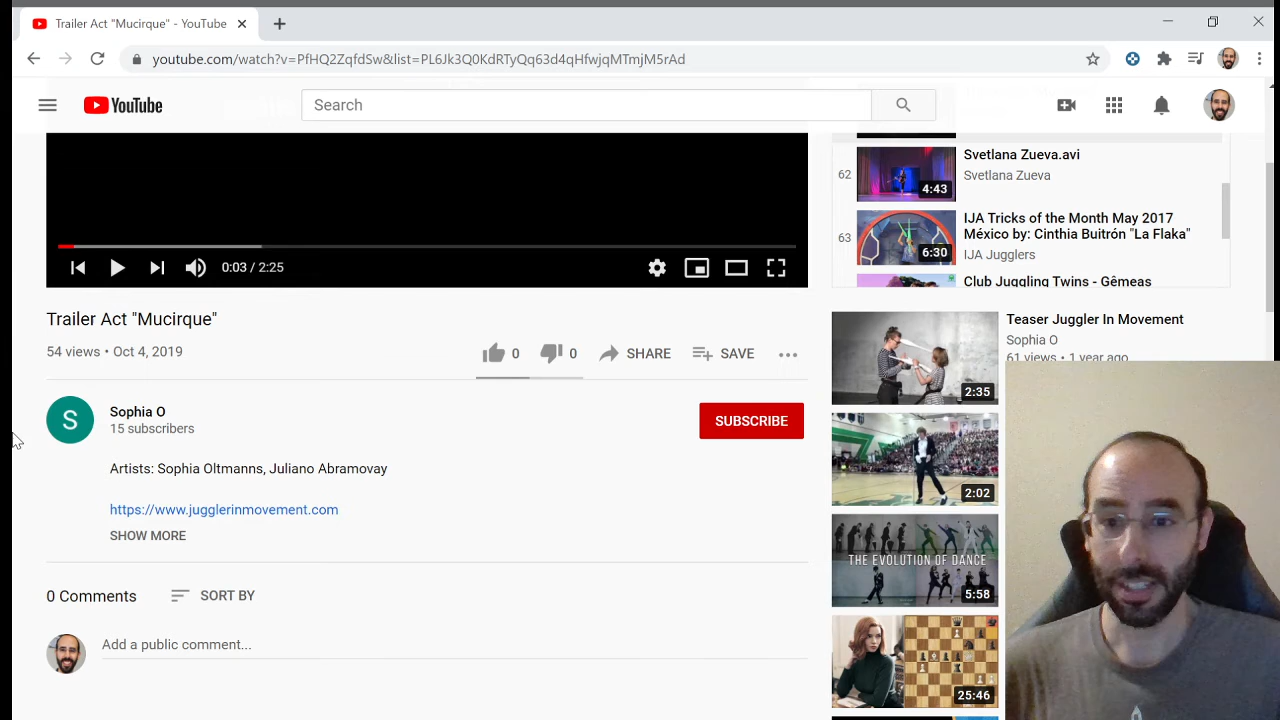 Trailer Act "Mucirque" - YouTube
youtube.com/watch?v=PfHQ2ZqfdSw&list=PL6Jk3Q0KdRTyQq63d4qHfwjqMTmjM5rAd
YouTube
Search
0:03 / 2:25
Trailer Act "Mucirque"
54 views • Oct 4, 2019
0
0
SHARE
SAVE
S
Sophia O
15 subscribers
SUBSCRIBE
Artists: Sophia Oltmanns, Juliano Abramovay
https://www.jugglerinmovement.com
SHOW MORE
0 Comments
SORT BY
Add a public comment...
62
4:43
Svetlana Zueva.avi
Svetlana Zueva
63
6:30
IJA Tricks of the Month May 2017
México by: Cinthia Buitrón "La Flaka"
IJA Jugglers
Club Juggling Twins - Gêmeas
2:35
Teaser Juggler In Movement
Sophia O
61 views • 1 year ago
2:02
THE EVOLUTION OF DANCE
5:58
25:46